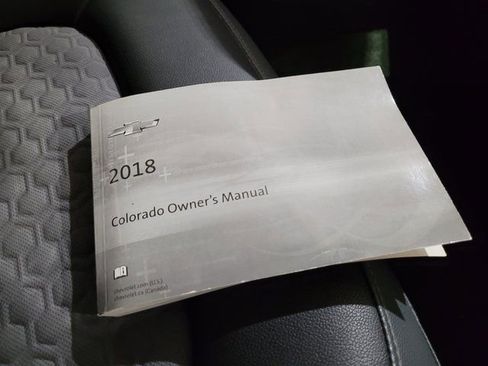 2018
Colorado Owner's Manual
chevrolet.com (U.S.)
chevrolet.ca (Canada)